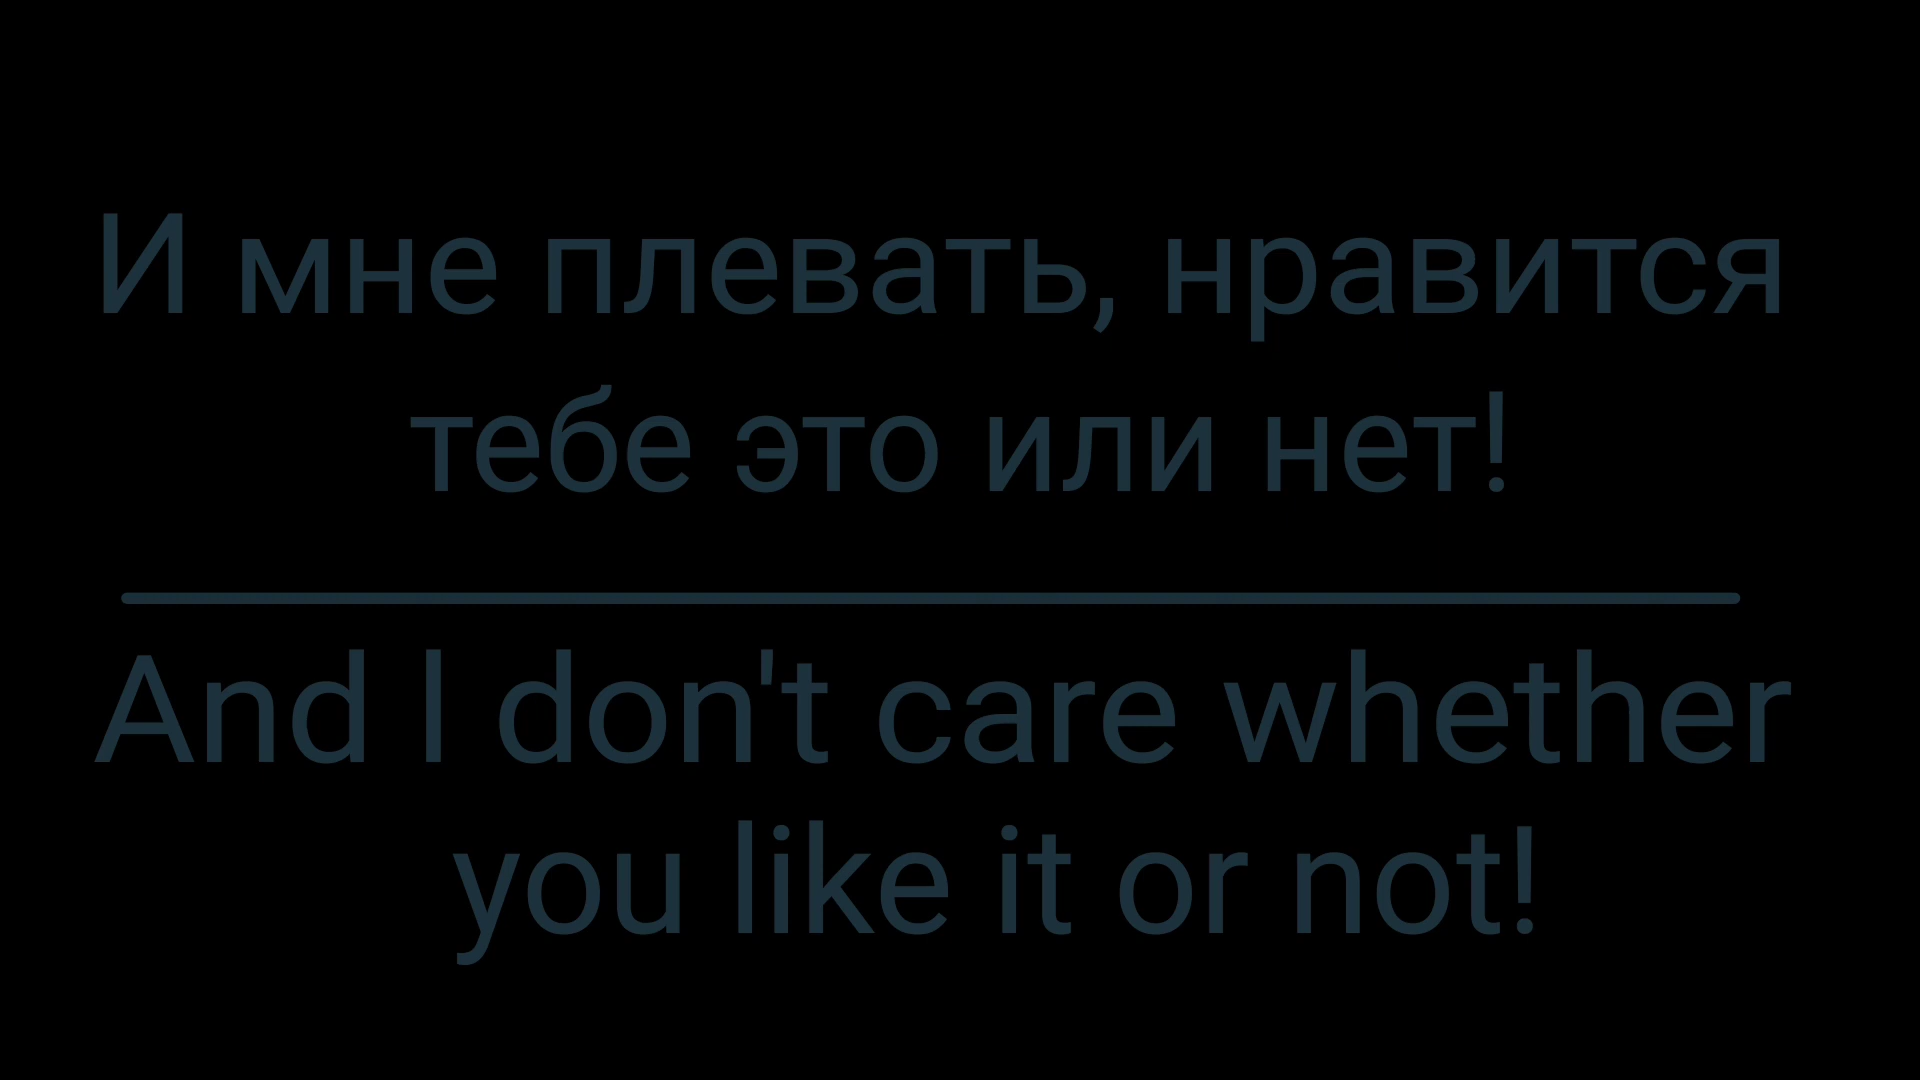 И мне плевать, нравится
тебе это или нет!
And I don't care whether
you like it or not!